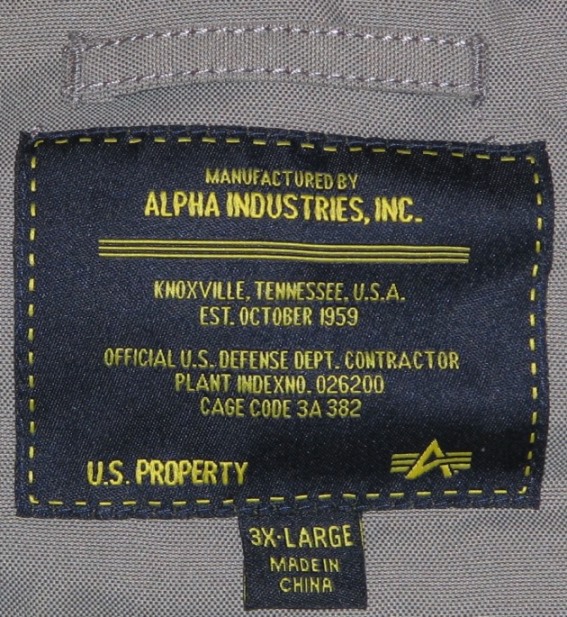 MANUFACTURED BY
ALPHA INDUSTRIES, INC.
KNOXVILLE, TENNESSEE, U.S.A.
EST. OCTOBER 1959
OFFICIAL U.S. DEFENSE DEPT. CONTRACTOR
PLANT INDEXNO. 026200
CAGE CODE 3A 382
U.S. PROPERTY
3X-LARGE
MADE IN
CHINA